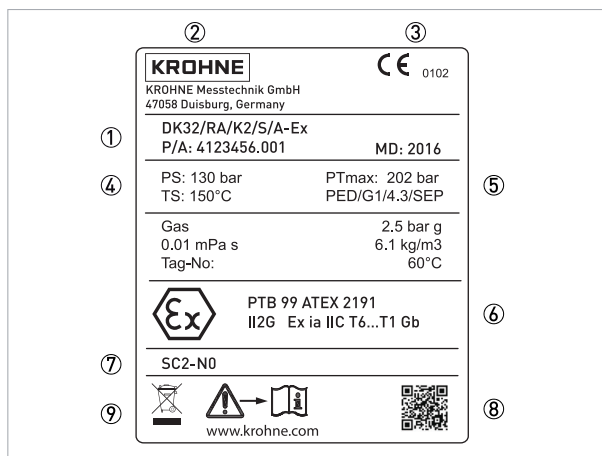 ② ③
KROHNE CE 0102
KROHNE Messtechnik GmbH
47058 Duisburg, Germany
① DK32/RA/K2/S/A-Ex
P/A: 4123456.001 MD: 2016
④ PS: 130 bar PTmax: 202 bar ⑤
TS: 150°C PED/G1/4.3/SEP
Gas 2.5 bar g
0.01 mPa s 6.1 kg/m3
Tag-No: 60°C
Ex PTB 99 ATEX 2191 ⑥
II2G Ex ia IIC T6...T1 Gb
⑦ SC2-N0
⑨ i ⑧
www.krohne.com